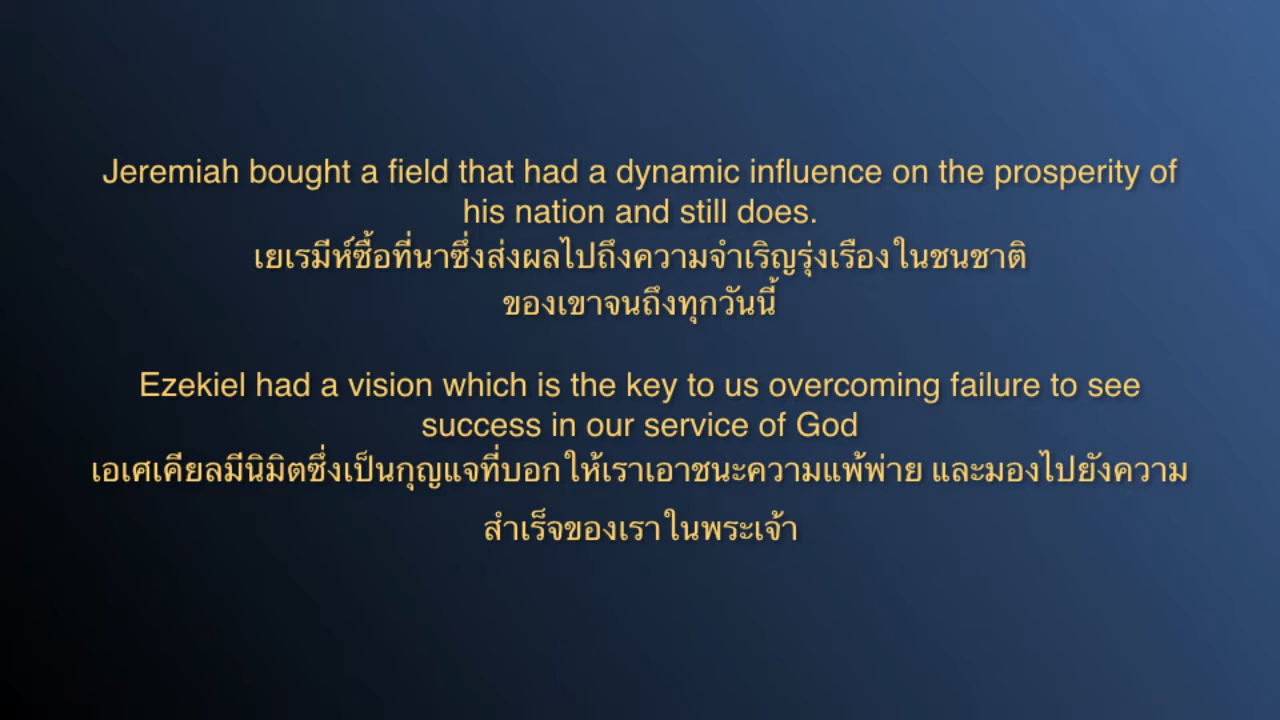 Jeremiah bought a field that had a dynamic influence on the prosperity of
his nation and still does.
เยเรมีห์ซื้อที่นาซึ่งส่งผลไปถึงความจำเริญรุ่งเรืองในชนชาติ
ของเขาจนถึงทุกวันนี้
Ezekiel had a vision which is the key to us overcoming failure to see
success in our service of God
เอเศเคียลมีนิมิตซึ่งเป็นกุญแจที่บอกให้เราเอาชนะความแพ้พ่าย และมองไปยังความ
สำเร็จของเราในพระเจ้า